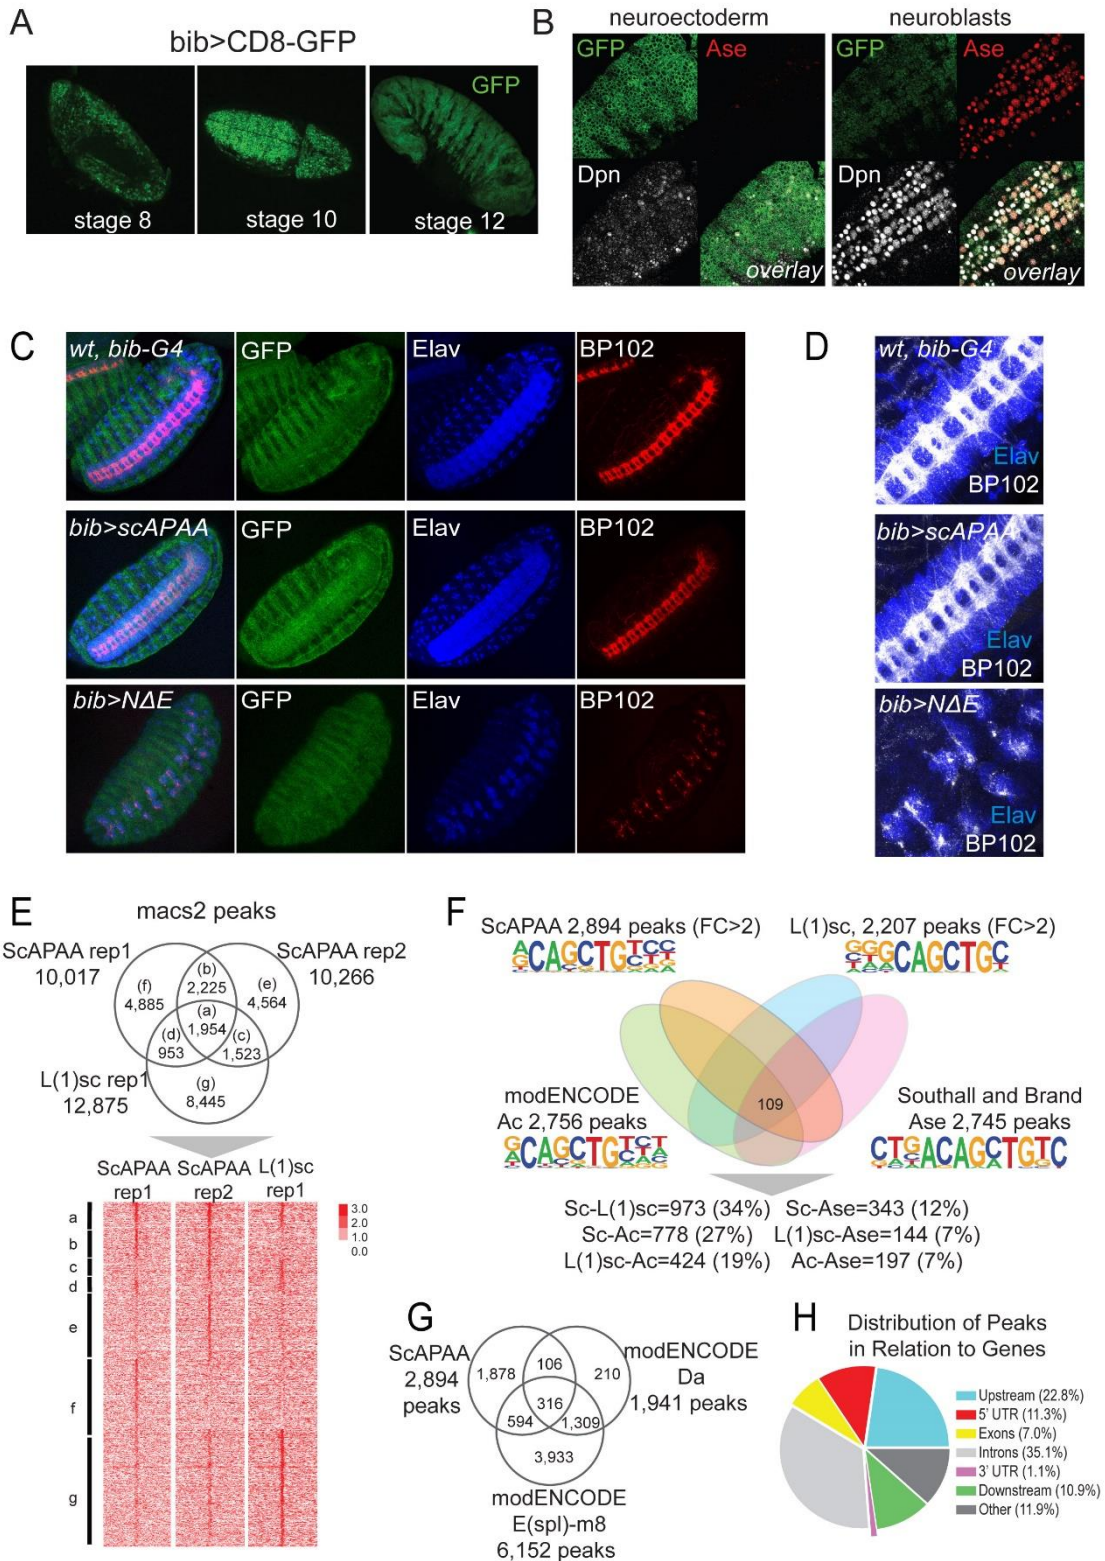 A
bib>CD8-GFP
GFP
stage 8
stage 10
stage 12
B
neuroectoderm
neuroblasts
GFP
Ase
GFP
Ase
Dpn
overlay
Dpn
overlay
C
wt, bib-G4
GFP
Elav
BP102
bib>scAPAA
GFP
Elav
BP102
bib>NΔE
GFP
Elav
BP102
D
wt, bib-G4
Elav
BP102
bib>scAPAA
Elav
BP102
bib>NΔE
Elav
BP102
E
macs2 peaks
ScAPAA rep1
10,017
ScAPAA rep2
10,266
(b)
2,225
(f)
4,885
(e)
4,564
(a)
1,954
(d)
953
(c)
1,523
L(1)sc rep1
12,875
(g)
8,445
ScAPAA
rep1
ScAPAA
rep2
L(1)sc
rep1
3.0
2.0
1.0
0.0
a
b
c
d
e
f
g
F
ScAPAA 2,894 peaks (FC>2)
L(1)sc, 2,207 peaks (FC>2)
CAGCTG
CAGCTG
109
modENCODE
Ac 2,756 peaks
CAGCTG
Southall and Brand
Ase 2,745 peaks
ACAGCTGTC
Sc-L(1)sc=973 (34%)
Sc-Ase=343 (12%)
Sc-Ac=778 (27%)
L(1)sc-Ase=144 (7%)
L(1)sc-Ac=424 (19%)
Ac-Ase=197 (7%)
G
ScAPAA
2,894
peaks
1,878
106
210
316
594
1,309
3,933
modENCODE
Da
1,941 peaks
modENCODE
E(spl)-m8
6,152 peaks
H
Distribution of Peaks
in Relation to Genes
Upstream (22.8%)
5' UTR (11.3%)
Exons (7.0%)
Introns (35.1%)
3' UTR (1.1%)
Downstream (10.9%)
Other (11.9%)